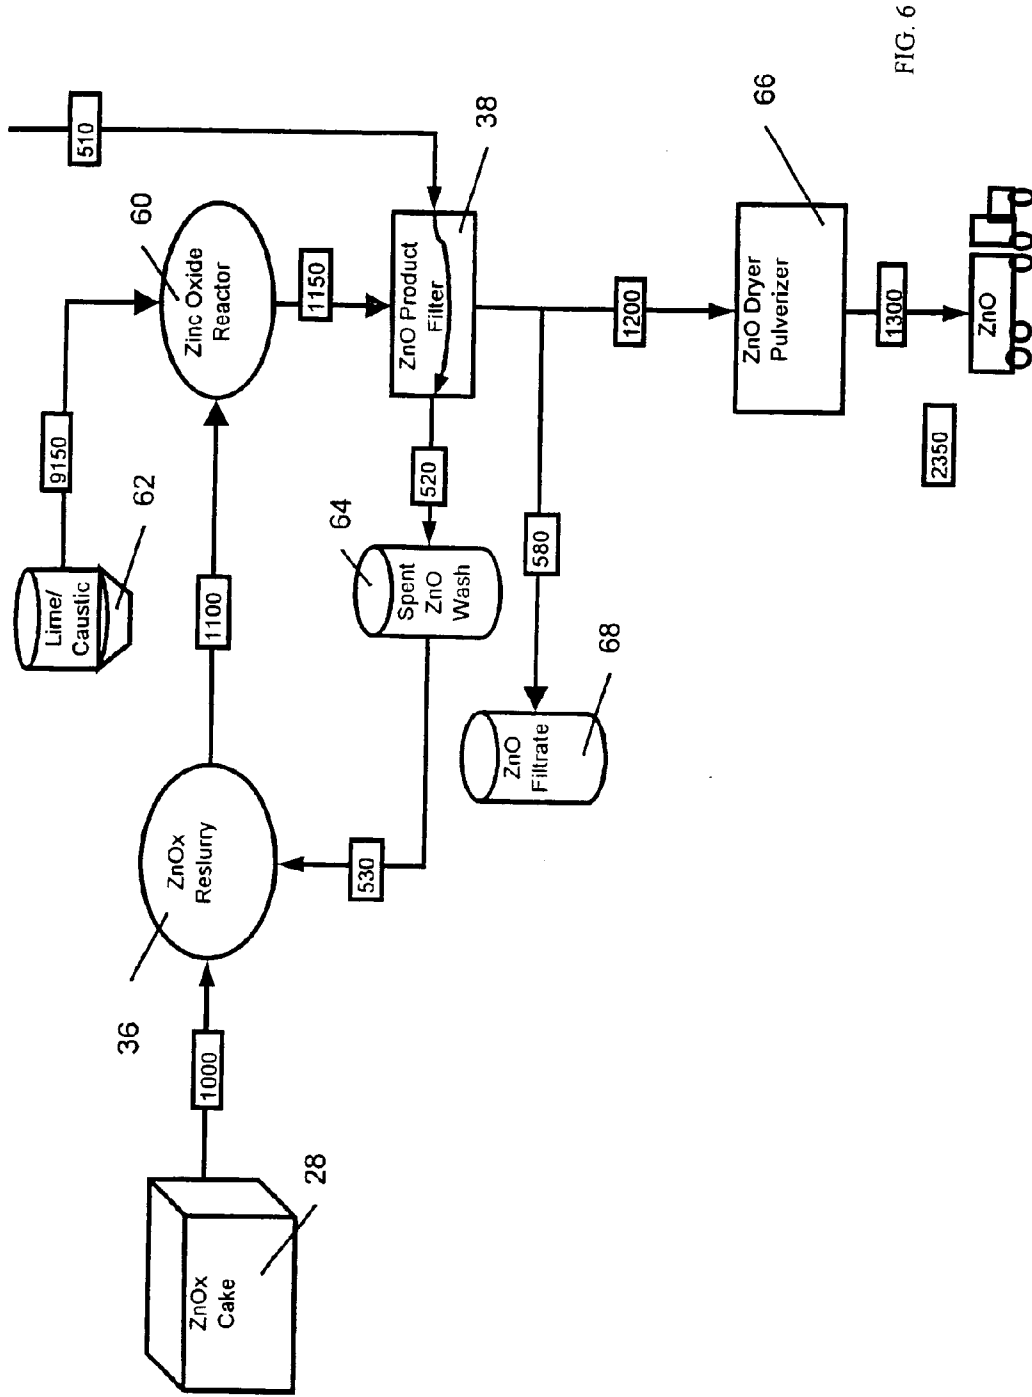 510
9150
Lime/
Caustic
62
60
Zinc Oxide
Reactor
1100
1150
ZnOx
Reslurry
36
1000
ZnOx
Cake
28
38
ZnO Product
Filter
520
64
Spent
ZnO
Wash
530
580
ZnO
Filtrate
68
1200
66
ZnO Dryer
Pulverizer
1300
2350
ZnO
FIG. 6